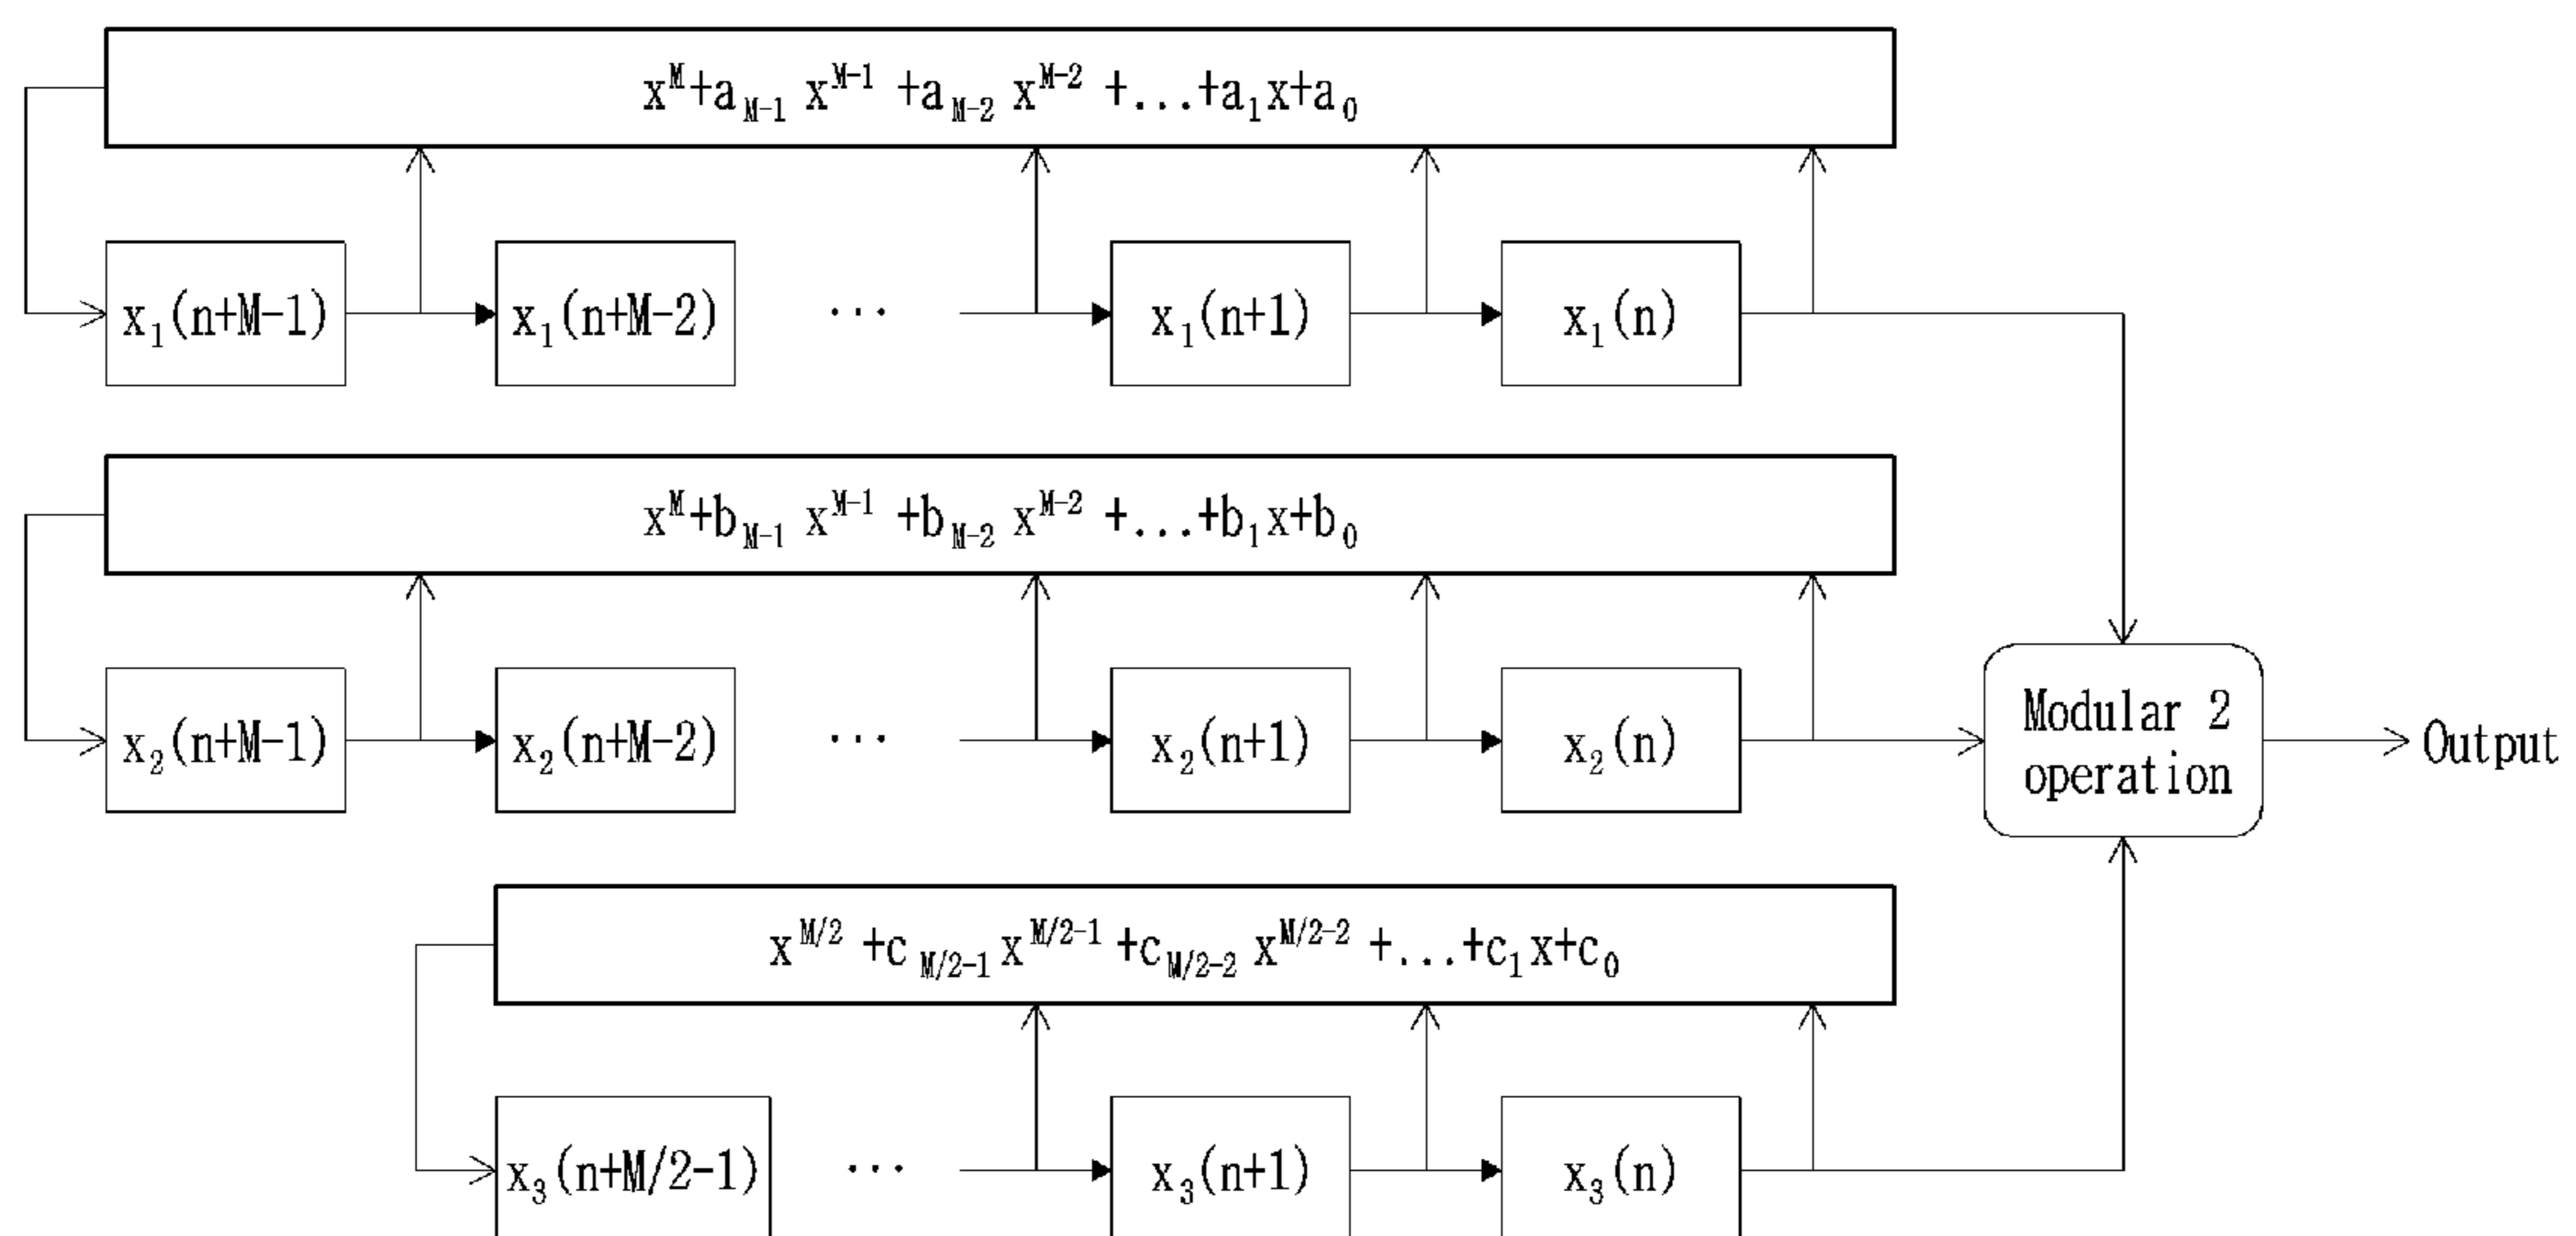 x^M+a_{M-1} x^{M-1} +a_{M-2} x^{M-2} +...+a_1x+a_0
x_1(n+M-1) x_1(n+M-2) ... x_1(n+1) x_1(n)
x^M+b_{M-1} x^{M-1} +b_{M-2} x^{M-2} +...+b_1x+b_0
x_2(n+M-1) x_2(n+M-2) ... x_2(n+1) x_2(n)
Modular 2
operation
Output
x^{M/2} +c_{M/2-1} x^{M/2-1} +c_{M/2-2} x^{M/2-2} +...+c_1x+c_0
x_3(n+M/2-1) ... x_3(n+1) x_3(n)